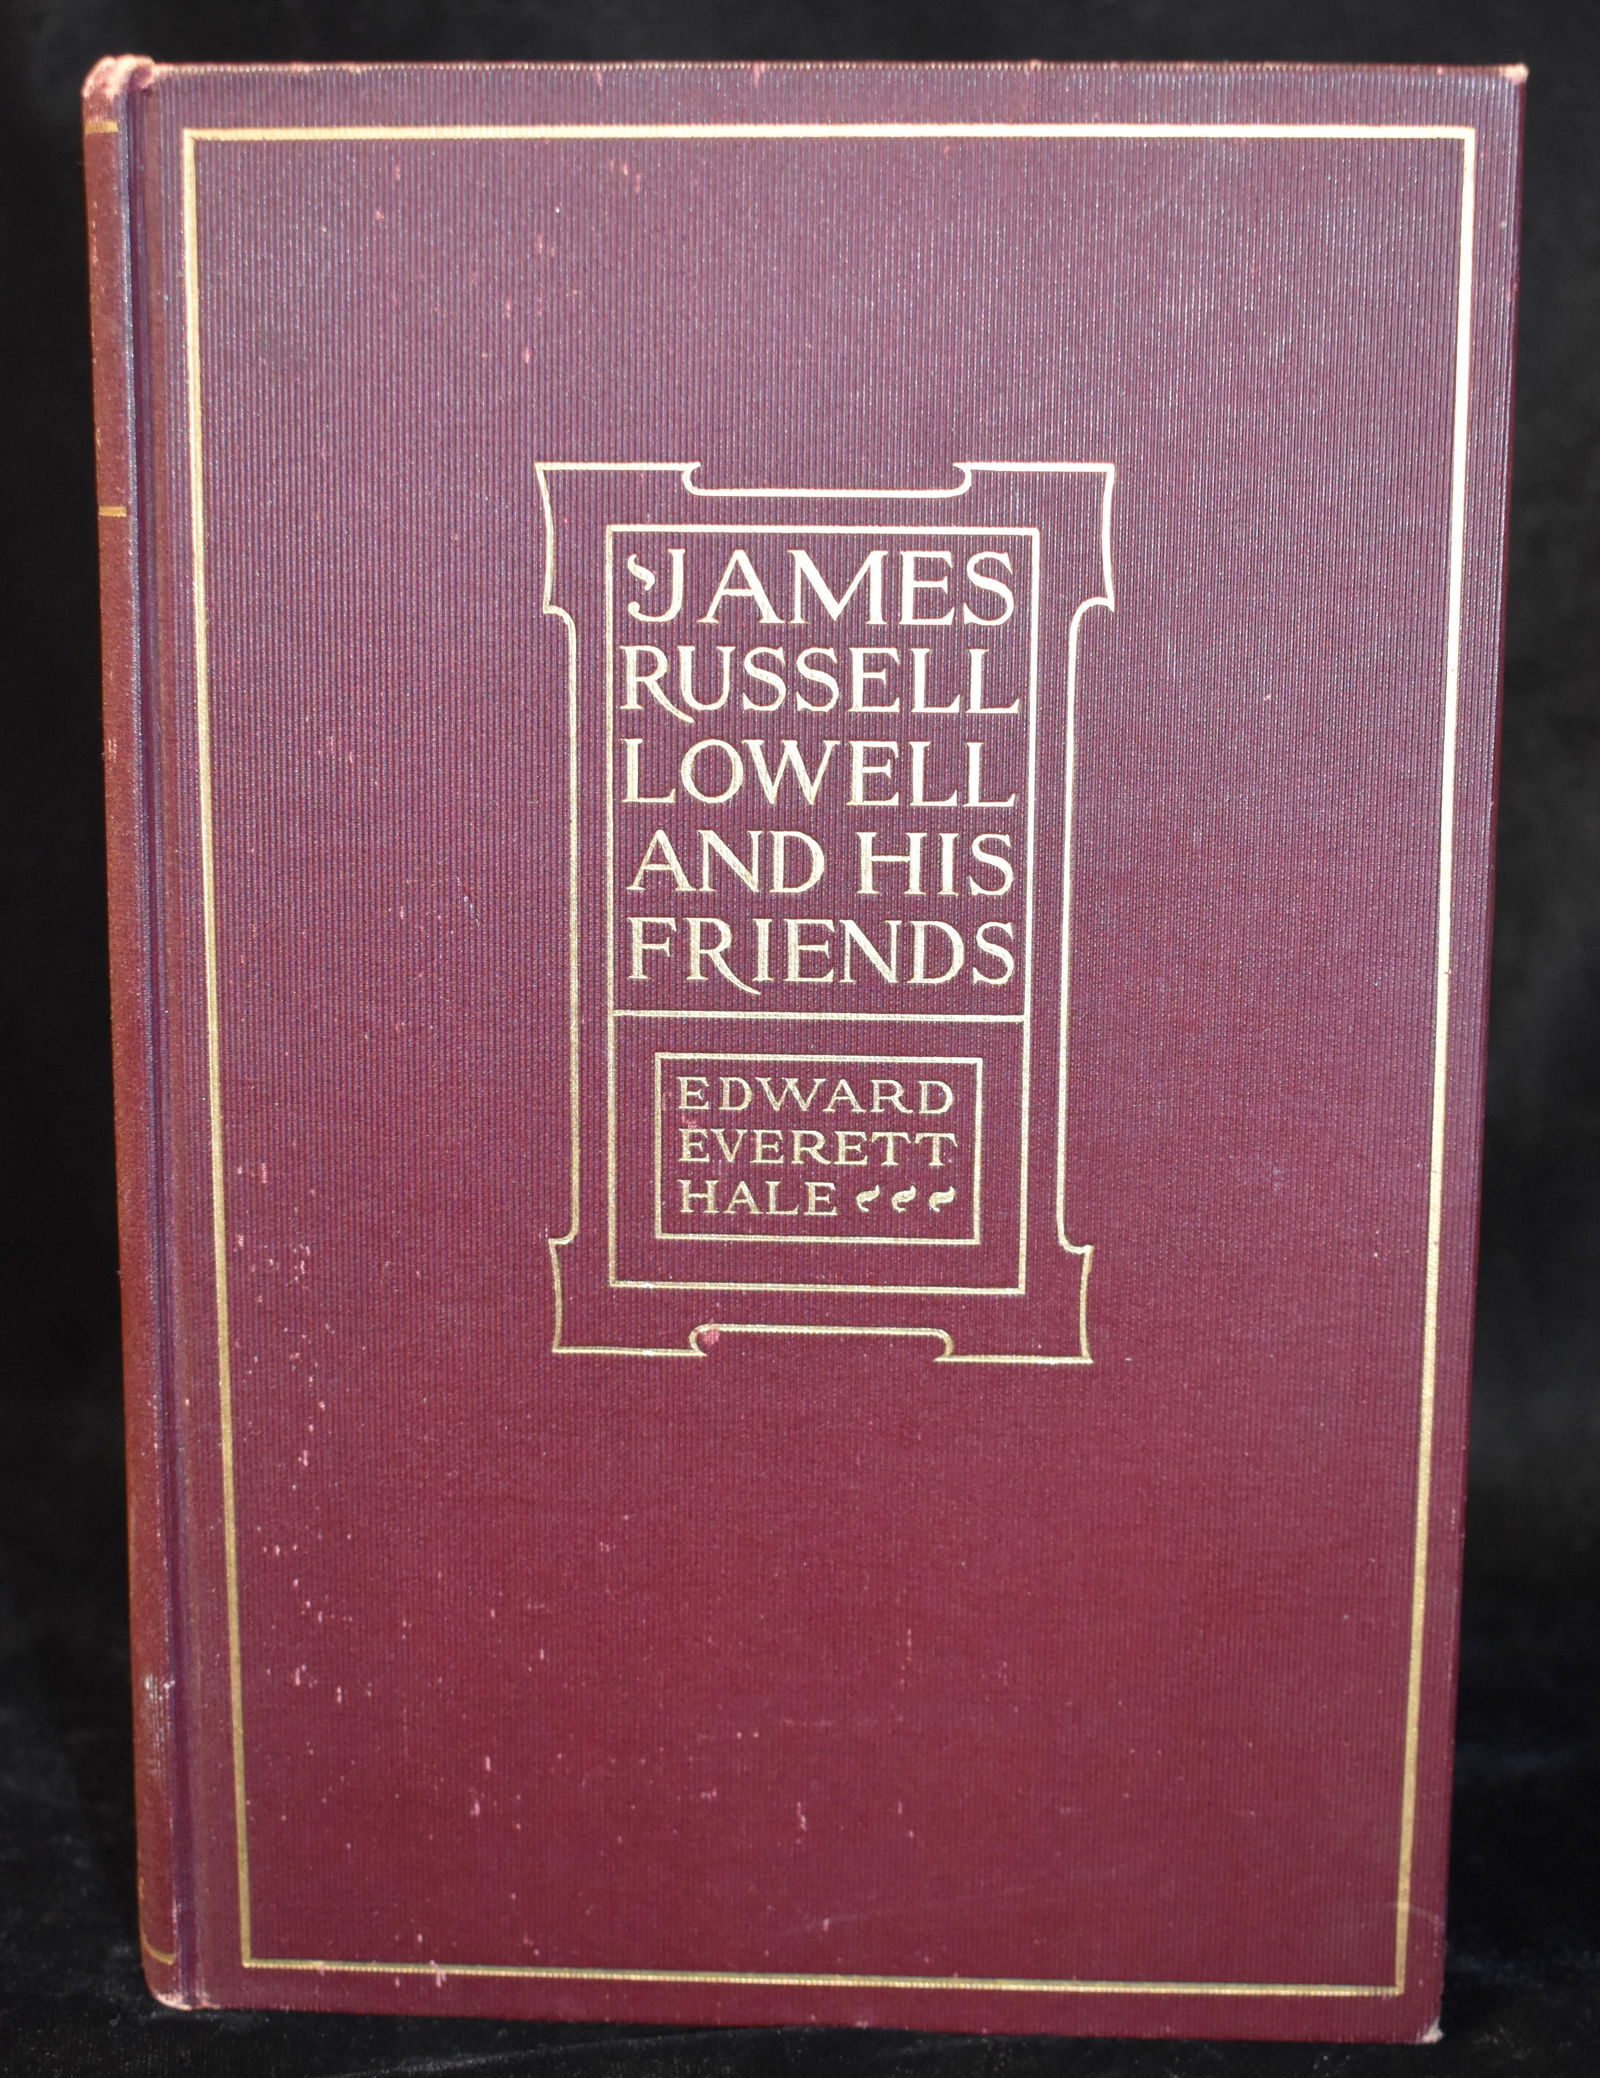 JAMES
RUSSELL
LOWELL
AND HIS
FRIENDS
EDWARD
EVERETT
HALE